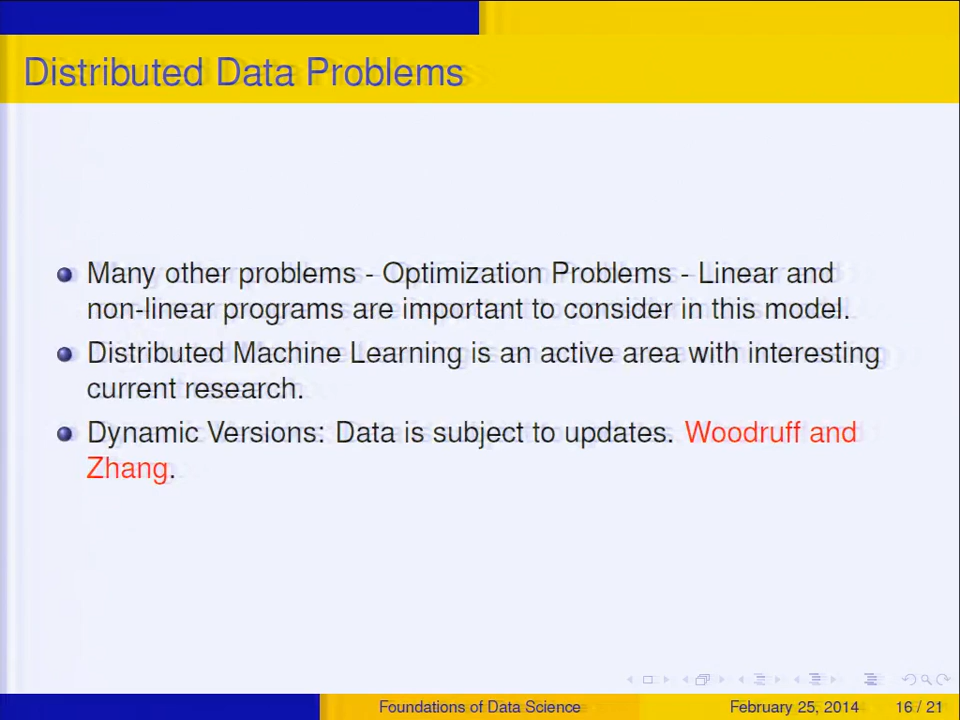 Distributed Data Problems
Many other problems - Optimization Problems - Linear and
non-linear programs are important to consider in this model.
Distributed Machine Learning is an active area with interesting
current research.
Dynamic Versions: Data is subject to updates. Woodruff and
Zhang.
Foundations of Data Science February 25, 2014 16 / 21